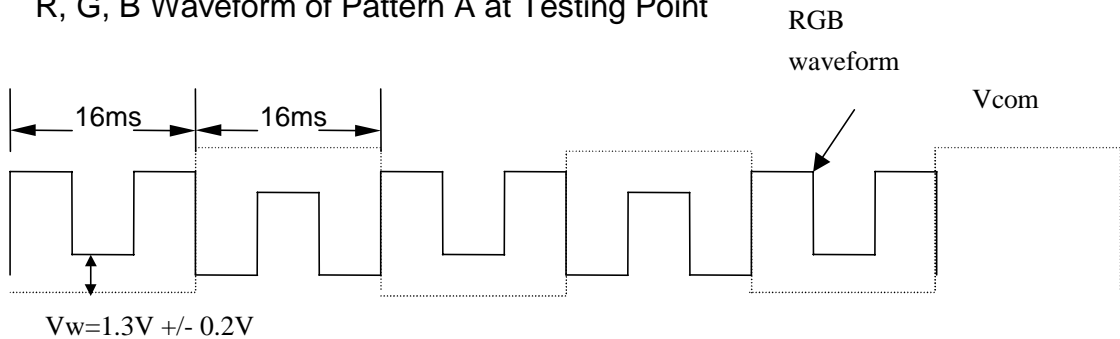 R, G, B Waveform of Pattern A at Testing Point
RGB
waveform
Vcom
16ms
16ms
Vw=1.3V +/- 0.2V